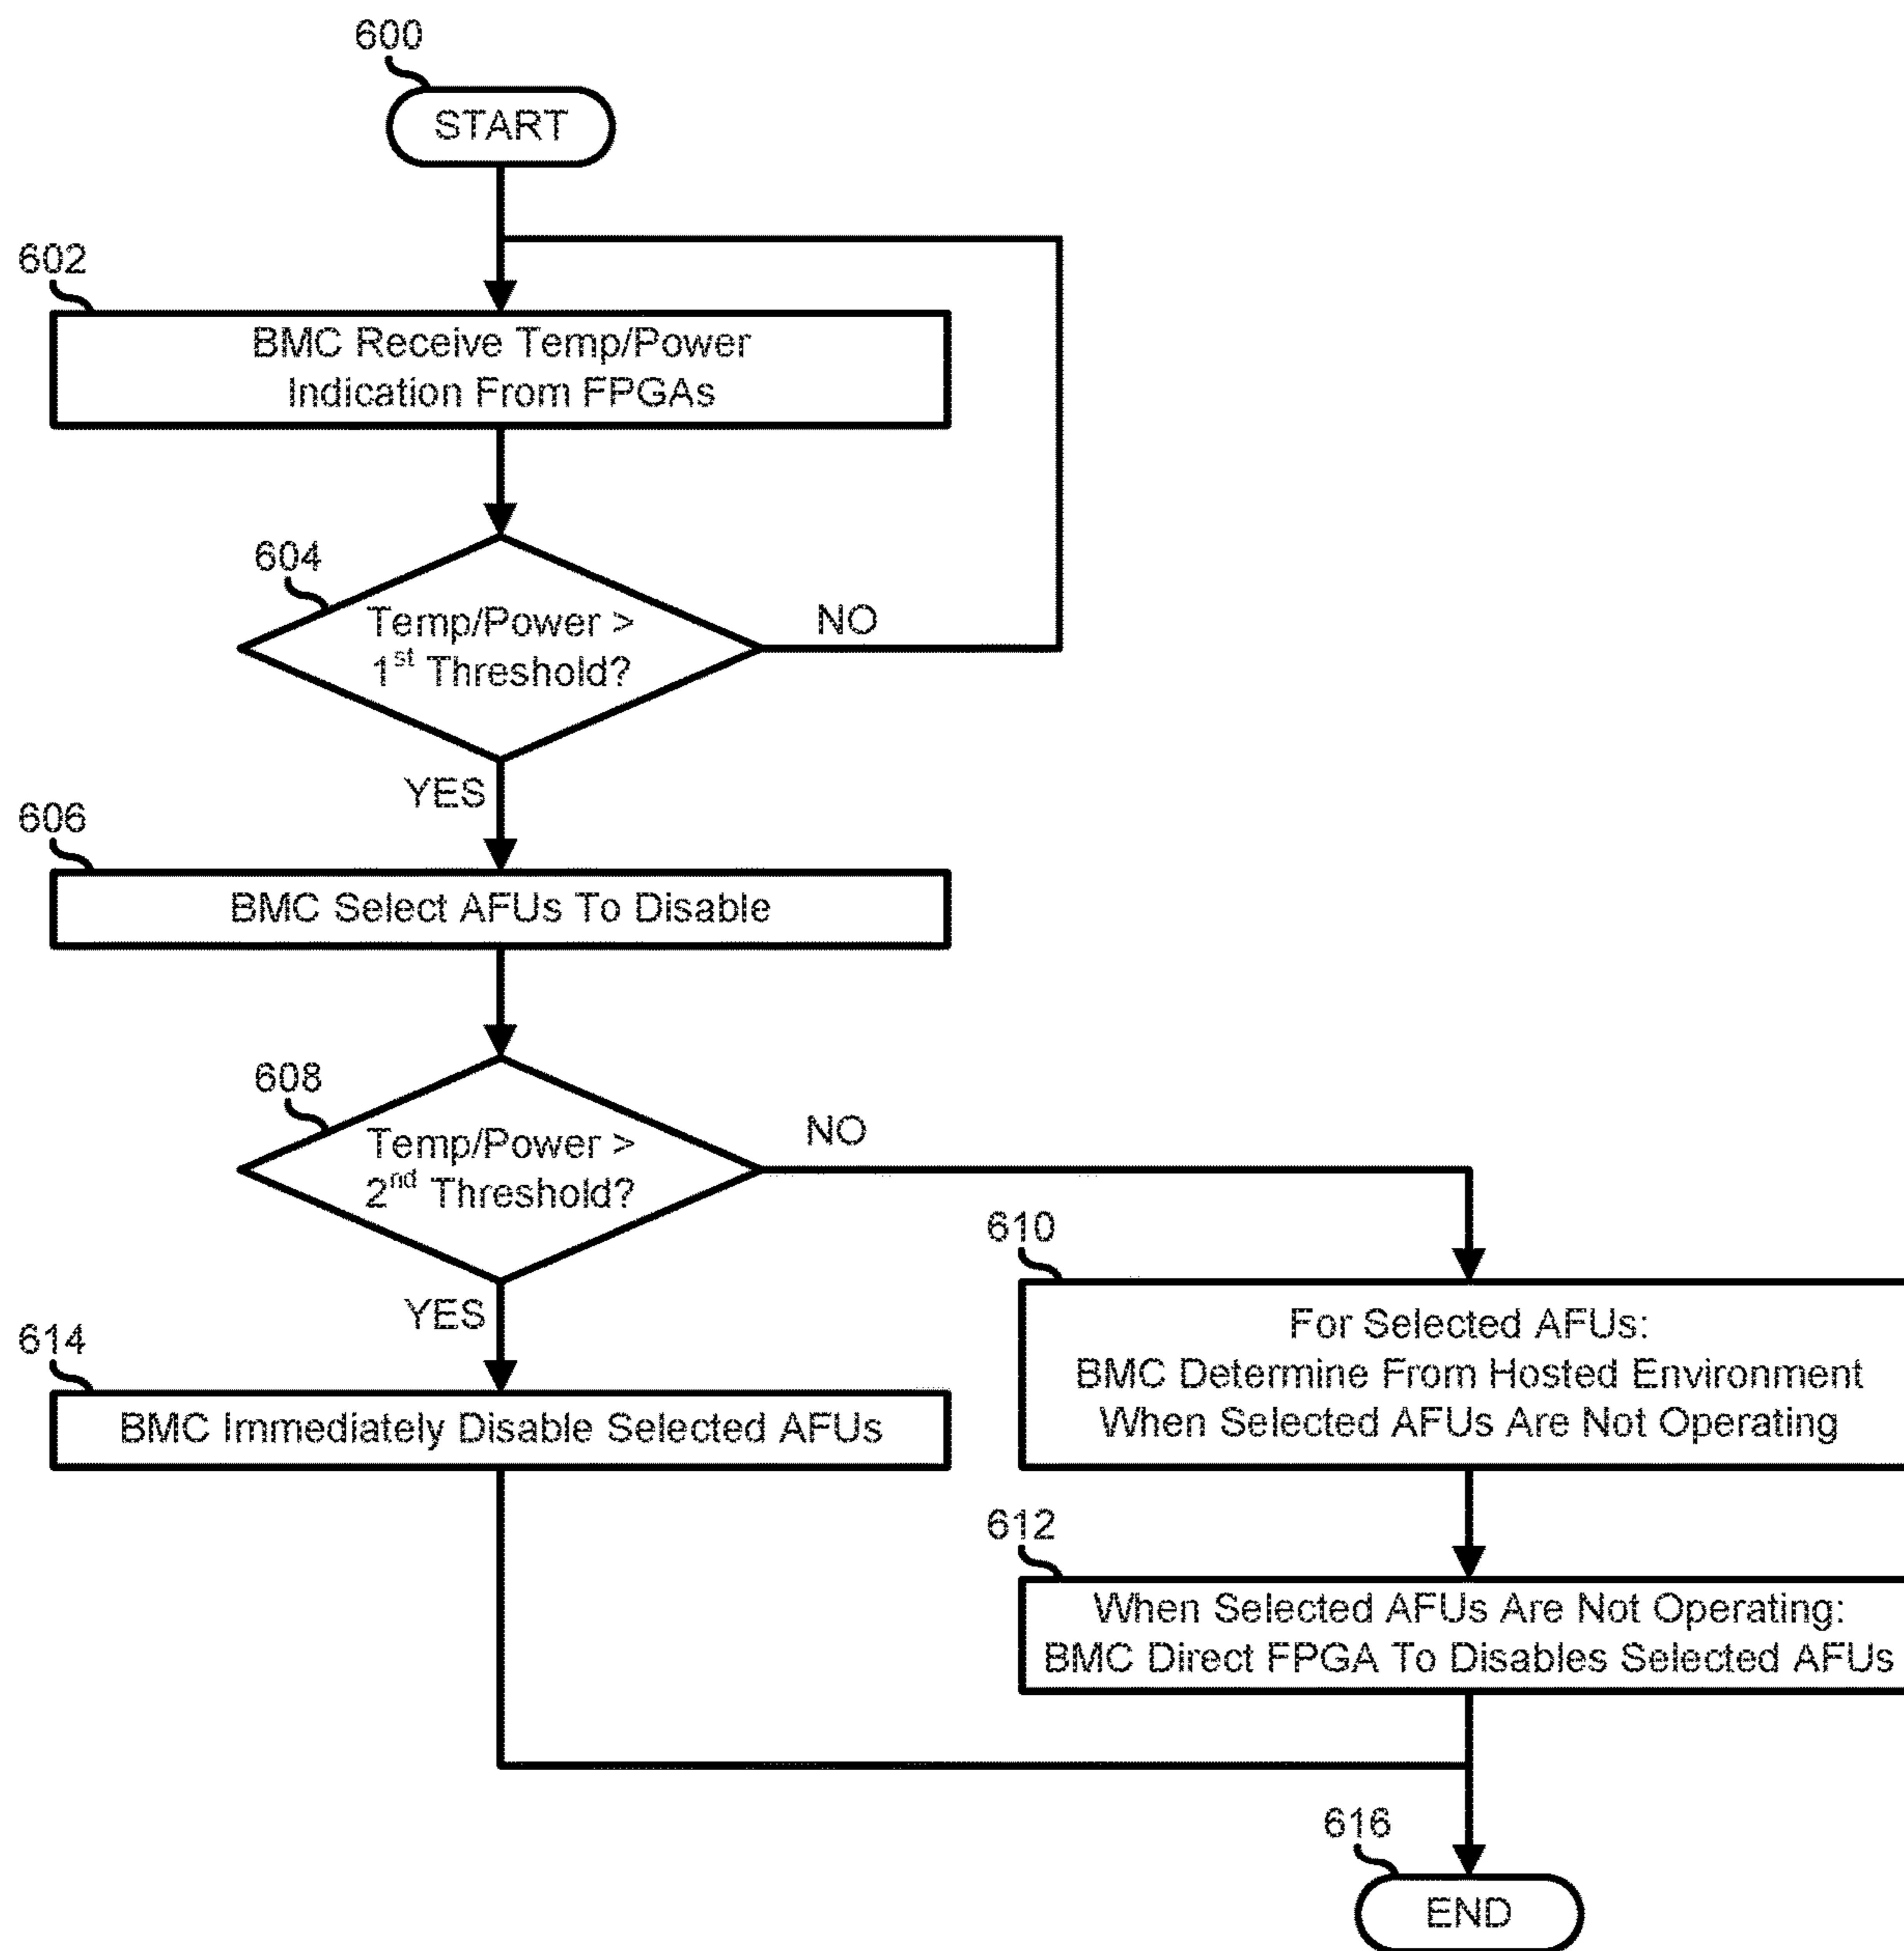 600
START
602
BMC Receive Temp/Power
Indication From FPGAs
604
Temp/Power >
1st Threshold?
NO
YES
606
BMC Select AFUs To Disable
608
Temp/Power >
2nd Threshold?
NO
YES
610
For Selected AFUs:
BMC Determine From Hosted Environment
When Selected AFUs Are Not Operating
614
BMC Immediately Disable Selected AFUs
612
When Selected AFUs Are Not Operating:
BMC Direct FPGA To Disables Selected AFUs
616
END